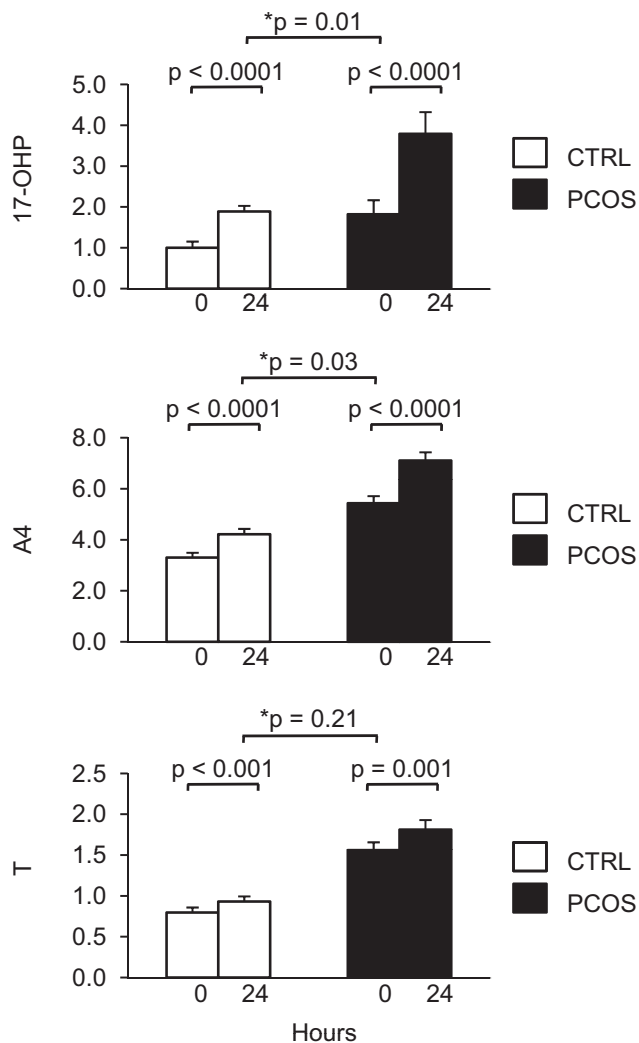 *p = 0.01
p < 0.0001 p < 0.0001
17-OHP
5.0
4.0
3.0
2.0
1.0
0.0
0 24 0 24
CTRL
PCOS
*p = 0.03
p < 0.0001 p < 0.0001
A4
8.0
6.0
4.0
2.0
0.0
0 24 0 24
CTRL
PCOS
*p = 0.21
p < 0.001 p = 0.001
T
2.5
2.0
1.5
1.0
0.5
0.0
0 24 0 24
CTRL
PCOS
Hours